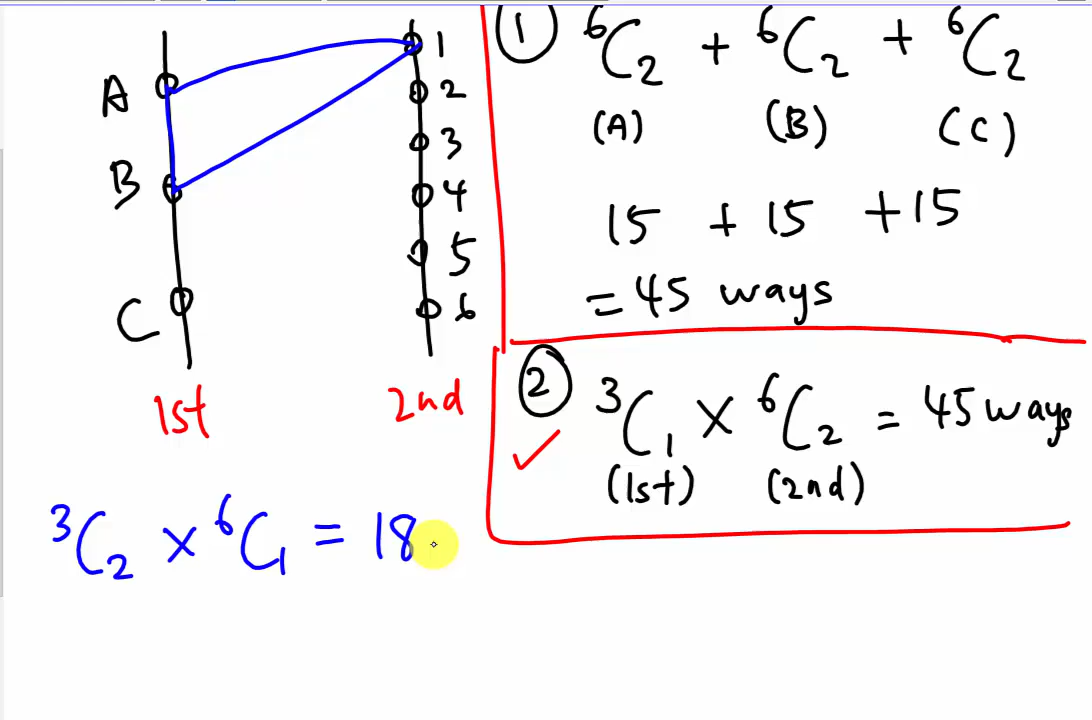 A
B
C
1st
1
2
3
4
5
6
2nd
³C₂ × ⁶C₁ = 18
① ⁶C₂ + ⁶C₂ + ⁶C₂
(A) (B) (C)
15 + 15 + 15
= 45 ways
② ³C₁ × ⁶C₂ = 45 ways
(1st) (2nd)